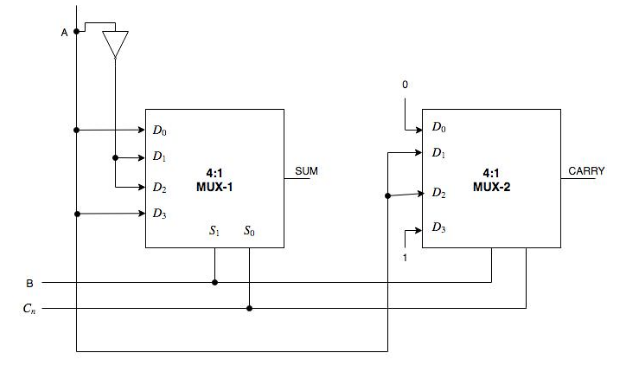 A
0
D₀
D₁
D₂
D₃
4:1
MUX-1
S₁ S₀
SUM
D₀
D₁
D₂
D₃
4:1
MUX-2
CARRY
1
B
Cₙ